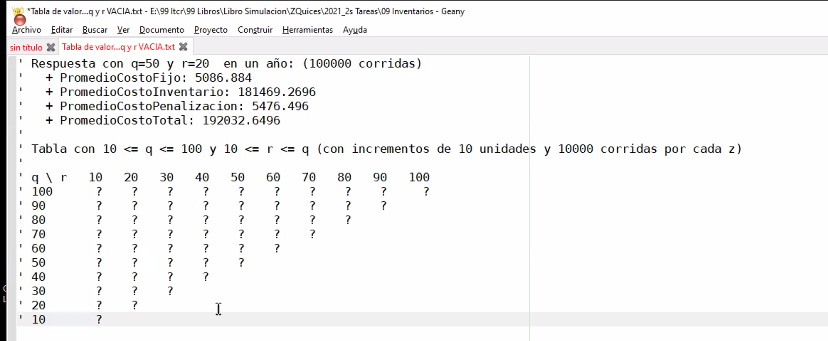 *Tabla de valor...q y r VACIA.txt - E:\99 Itcr\99 Libros\Libro Simulacion\ZQuices\2021_2s Tareas\09 Inventarios - Geany
Archivo Editar Buscar Ver Documento Proyecto Construir Herramientas Ayuda
sin título Tabla de valor...q y r VACIA.txt
' Respuesta con q=50 y r=20 en un año: (100000 corridas)
' + PromedioCostoFijo: 5086.884
' + PromedioCostoInventario: 181469.2696
' + PromedioCostoPenalizacion: 5476.496
' + PromedioCostoTotal: 192032.6496
'
' Tabla con 10 <= q <= 100 y 10 <= r <= q (con incrementos de 10 unidades y 10000 corridas por cada z)
'
' q \ r 10 20 30 40 50 60 70 80 90 100
' 100 ? ? ? ? ? ? ? ? ? ?
' 90 ? ? ? ? ? ? ? ? ?
' 80 ? ? ? ? ? ? ? ?
' 70 ? ? ? ? ? ? ?
' 60 ? ? ? ? ? ?
' 50 ? ? ? ? ?
' 40 ? ? ? ?
' 30 ? ? ?
' 20 ? ?
' 10 ?